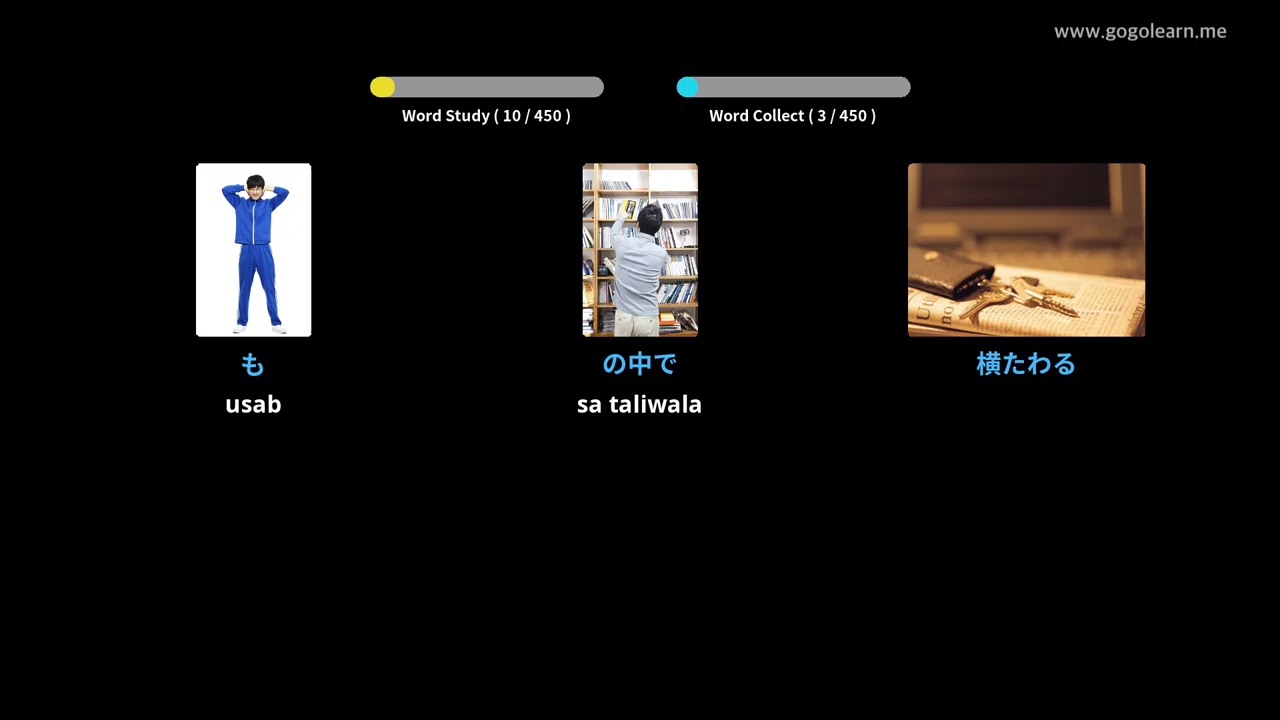 www.gogolearn.me
Word Study ( 10 / 450 )
Word Collect ( 3 / 450 )
も
usab
の中で
sa taliwala
横たわる